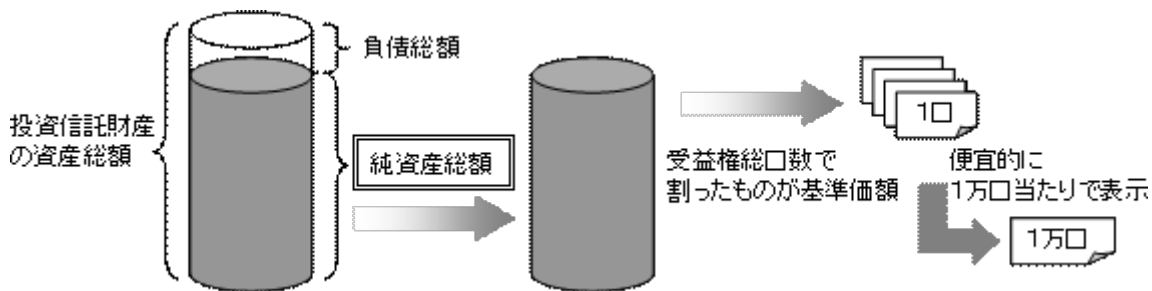 負債総額
投資信託財産
の資産総額
純資産総額
受益権総口数で
割ったものが基準価額
1口
便宜的に
1万口当たりで表示
1万口